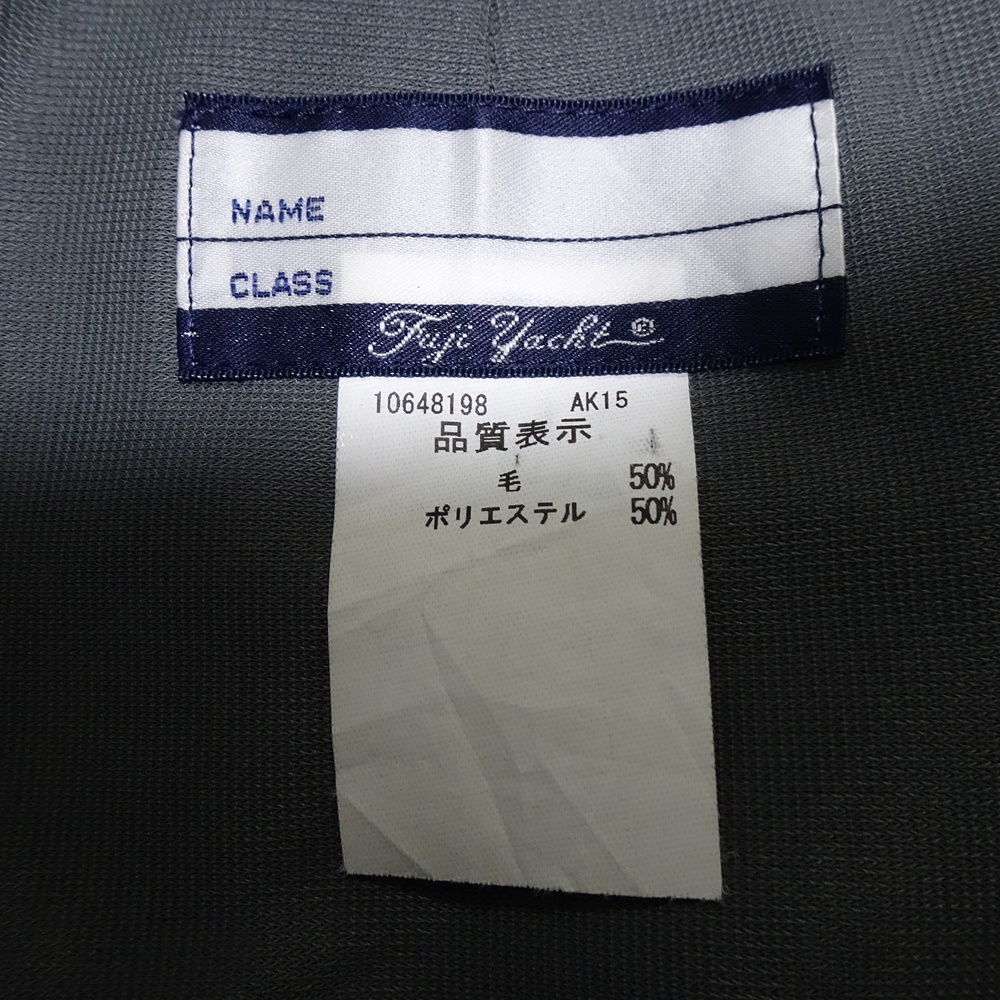 NAME
CLASS
Fuji Yacht ®
10648198 AK15
品質表示
毛 50%
ポリエステル 50%